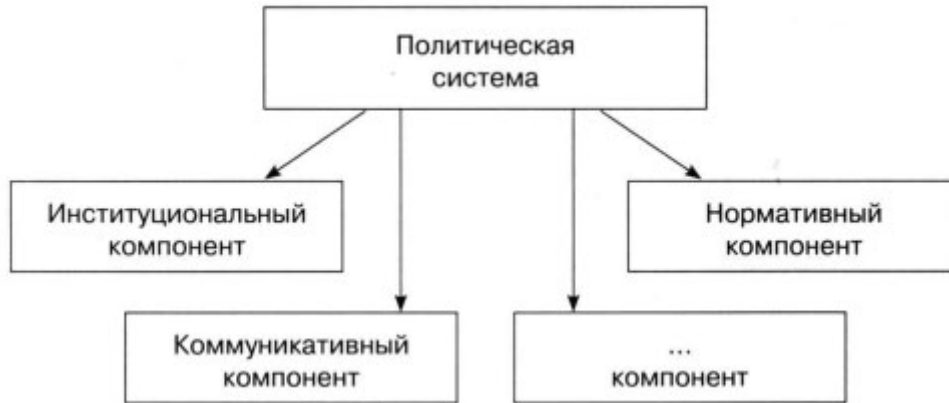 Политическая
система
Институциональный
компонент
Нормативный
компонент
Коммуникативный
компонент
...
компонент